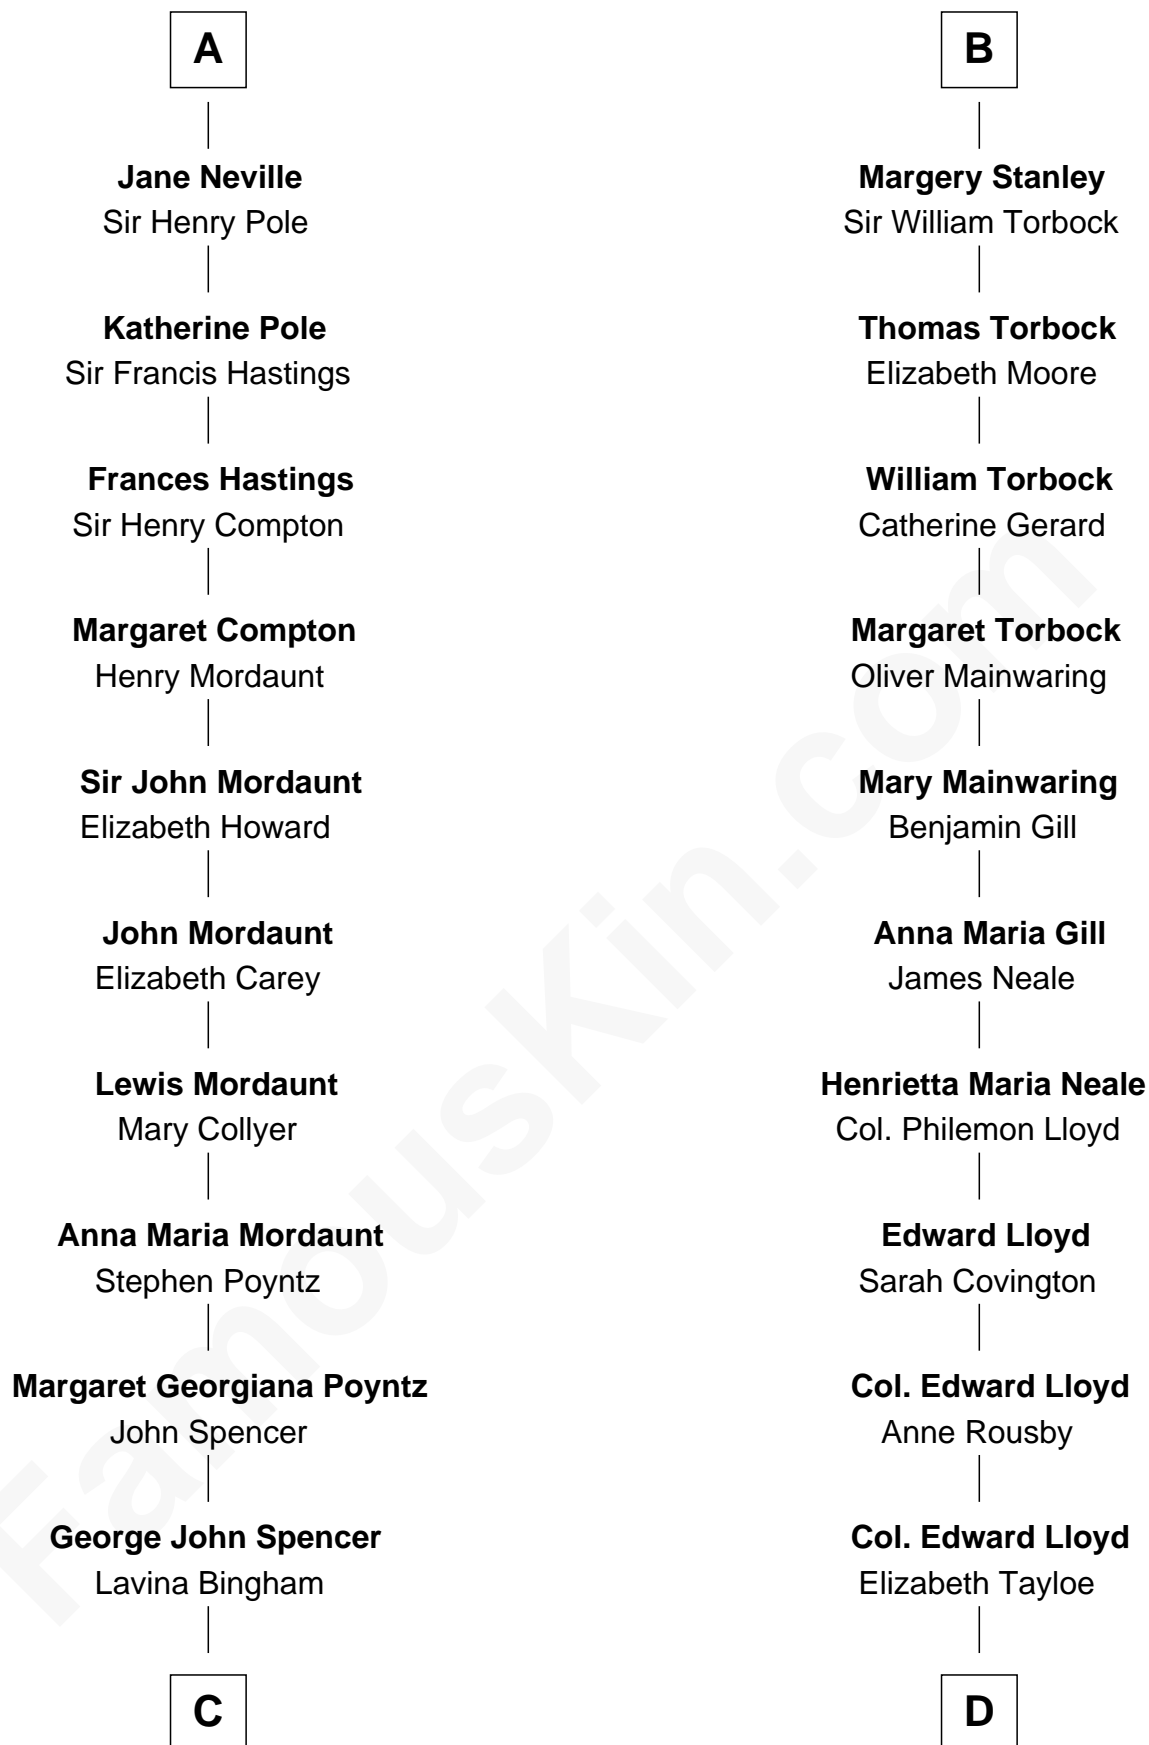 A
Jane Neville
Sir Henry Pole
Katherine Pole
Sir Francis Hastings
Frances Hastings
Sir Henry Compton
Margaret Compton
Henry Mordaunt
Sir John Mordaunt
Elizabeth Howard
John Mordaunt
Elizabeth Carey
Lewis Mordaunt
Mary Collyer
Anna Maria Mordaunt
Stephen Poyntz
Margaret Georgiana Poyntz
John Spencer
George John Spencer
Lavina Bingham
C
B
Margery Stanley
Sir William Torbock
Thomas Torbock
Elizabeth Moore
William Torbock
Catherine Gerard
Margaret Torbock
Oliver Mainwaring
Mary Mainwaring
Benjamin Gill
Anna Maria Gill
James Neale
Henrietta Maria Neale
Col. Philemon Lloyd
Edward Lloyd
Sarah Covington
Col. Edward Lloyd
Anne Rousby
Col. Edward Lloyd
Elizabeth Tayloe
D
FamousKin.com